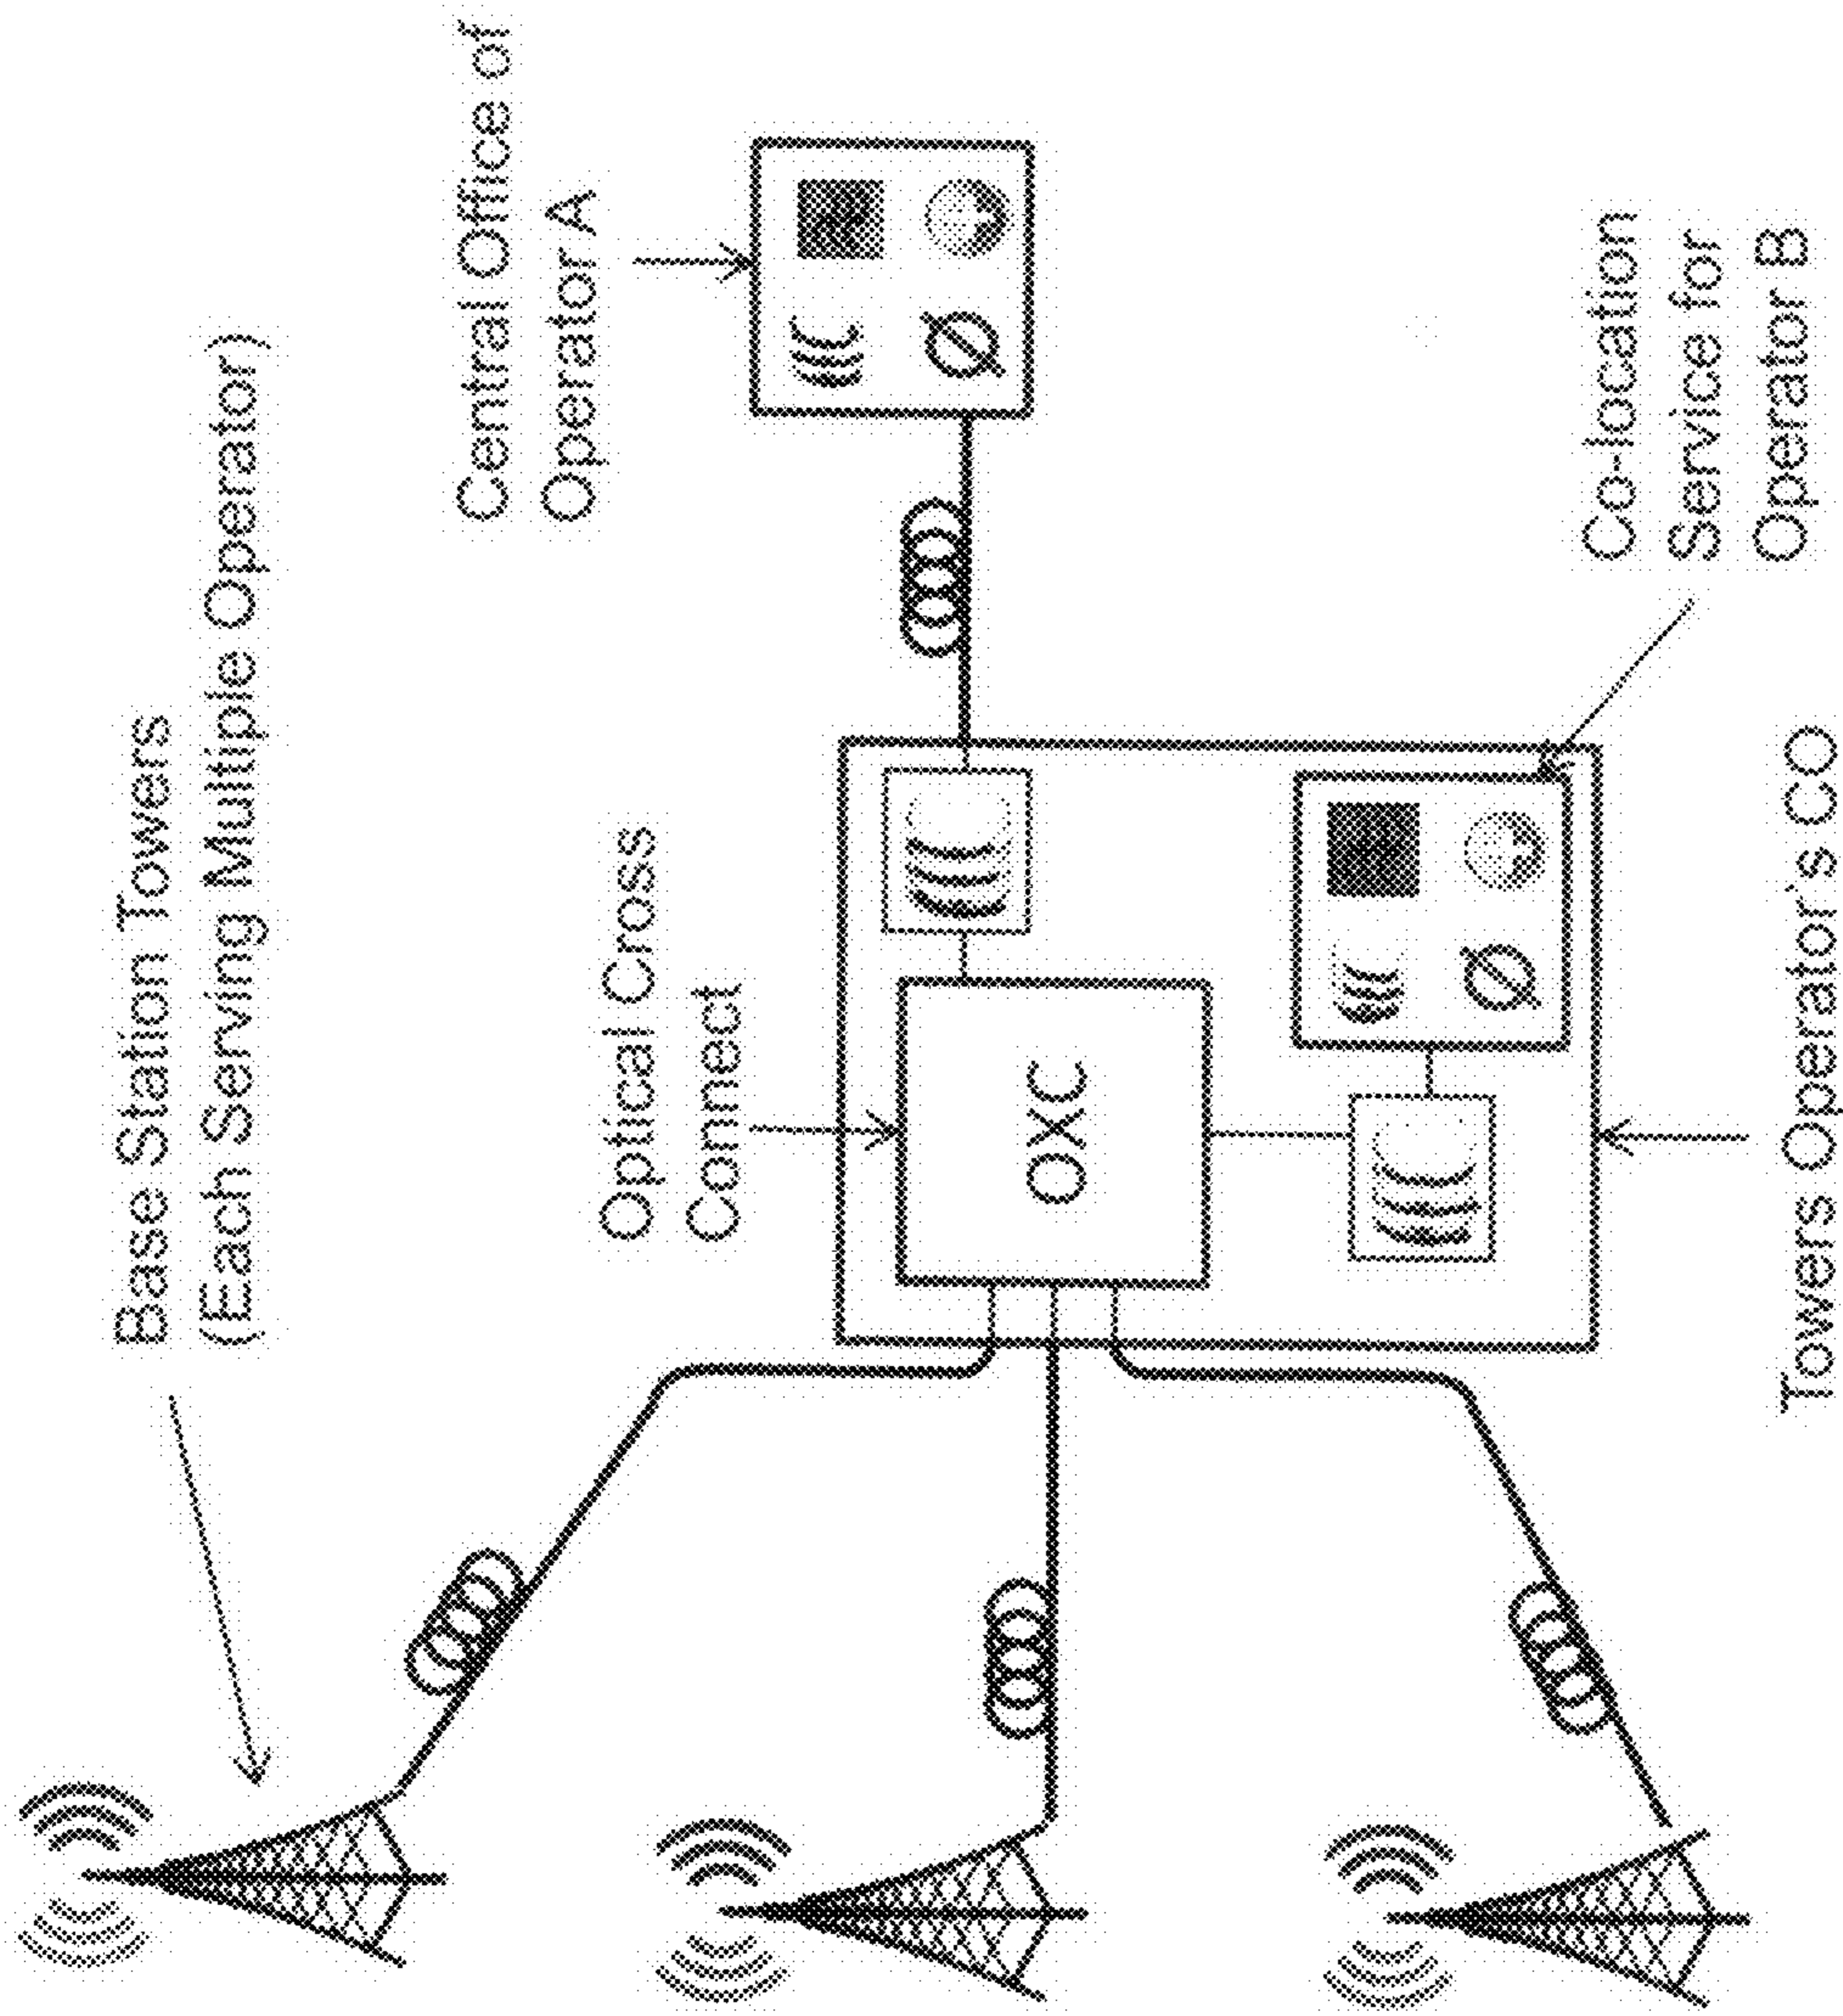 Base Station Towers
(Each Serving Multiple Operator)
Central Office of
Operator A
Optical Cross
Connect
OXC
Co-location
Service for
Operator B
Towers Operator's CO